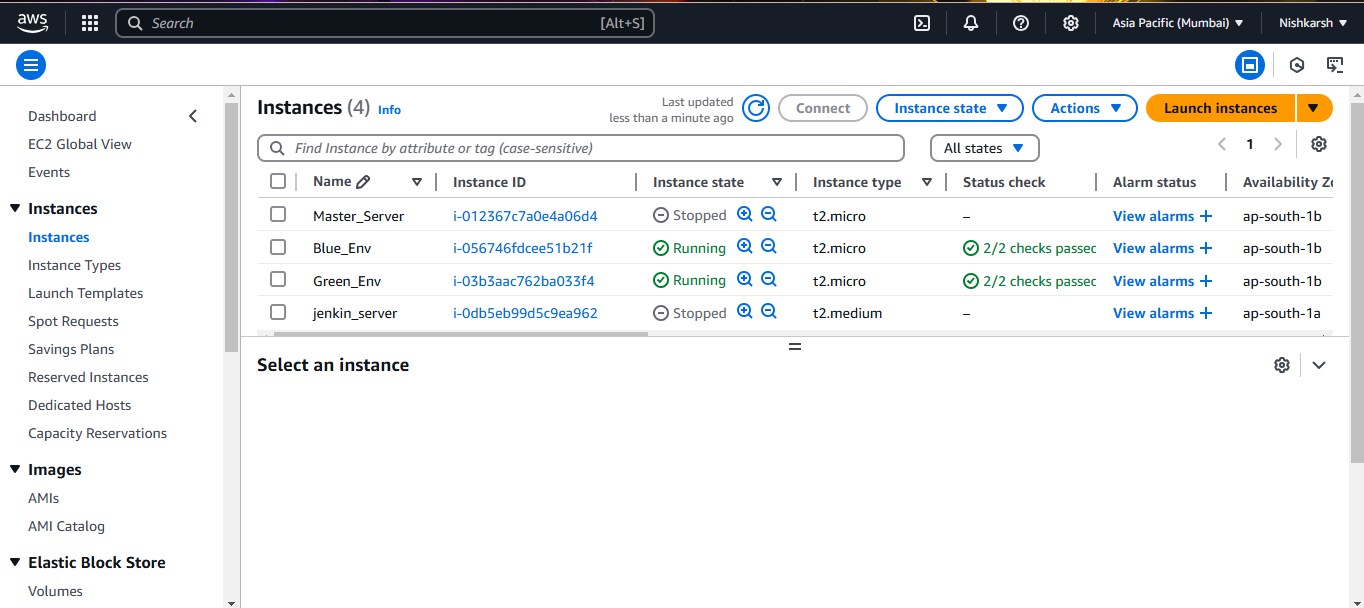 aws
Search [Alt+S]
Asia Pacific (Mumbai)
Nishkarsh
Dashboard
EC2 Global View
Events
Instances
Instances
Instance Types
Launch Templates
Spot Requests
Savings Plans
Reserved Instances
Dedicated Hosts
Capacity Reservations
Images
AMIs
AMI Catalog
Elastic Block Store
Volumes
Instances (4) Info
Last updated
less than a minute ago
Connect
Instance state
Actions
Launch instances
Find Instance by attribute or tag (case-sensitive)
All states
1
Name Instance ID Instance state Instance type Status check Alarm status Availability Zo
Master_Server i-012367c7a0e4a06d4 Stopped t2.micro – View alarms + ap-south-1b
Blue_Env i-056746fdcee51b21f Running t2.micro 2/2 checks passed View alarms + ap-south-1b
Green_Env i-03b3aac762ba033f4 Running t2.micro 2/2 checks passed View alarms + ap-south-1b
jenkin_server i-0db5eb99d5c9ea962 Stopped t2.medium – View alarms + ap-south-1a
Select an instance